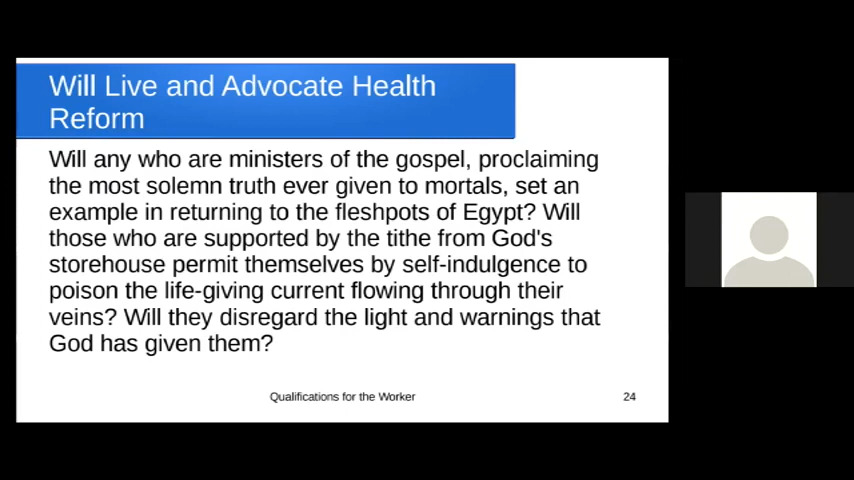 Will Live and Advocate Health
Reform
Will any who are ministers of the gospel, proclaiming
the most solemn truth ever given to mortals, set an
example in returning to the fleshpots of Egypt? Will
those who are supported by the tithe from God's
storehouse permit themselves by self-indulgence to
poison the life-giving current flowing through their
veins? Will they disregard the light and warnings that
God has given them?
Qualifications for the Worker
24